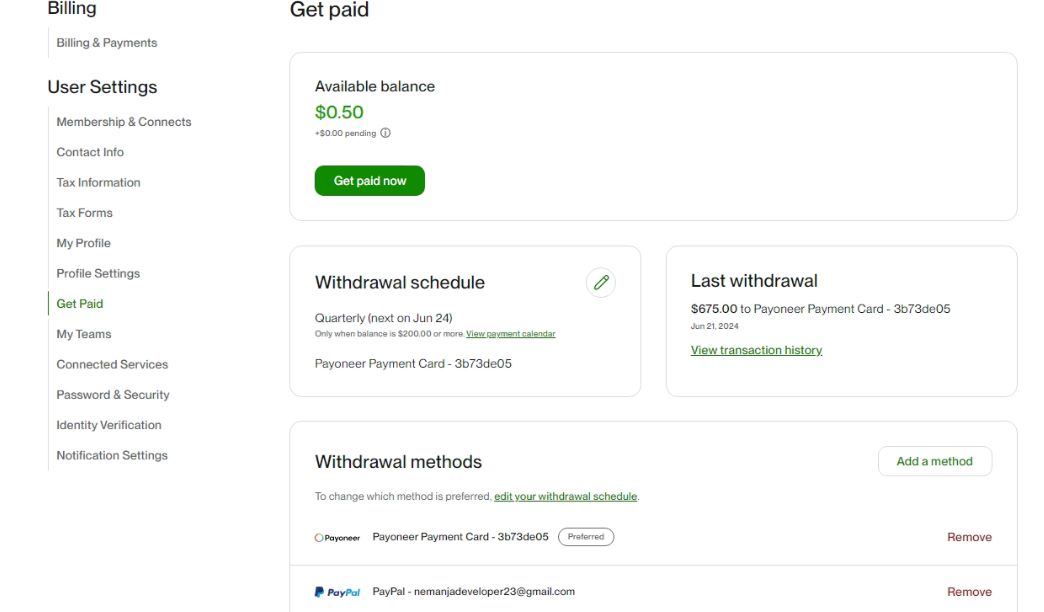 Billing
Billing & Payments
User Settings
Membership & Connects
Contact Info
Tax Information
Tax Forms
My Profile
Profile Settings
Get Paid
My Teams
Connected Services
Password & Security
Identity Verification
Notification Settings
Get paid
Available balance
$0.50
+$0.00 pending
Get paid now
Withdrawal schedule
Quarterly (next on Jun 24)
Only when balance is $200.00 or more. View payment calendar
Payoneer Payment Card - 3b73de05
Last withdrawal
$675.00 to Payoneer Payment Card - 3b73de05
Jun 21, 2024
View transaction history
Withdrawal methods
Add a method
To change which method is preferred, edit your withdrawal schedule.
Payoneer Payoneer Payment Card - 3b73de05 Preferred Remove
PayPal PayPal - nemanjadeveloper23@gmail.com Remove